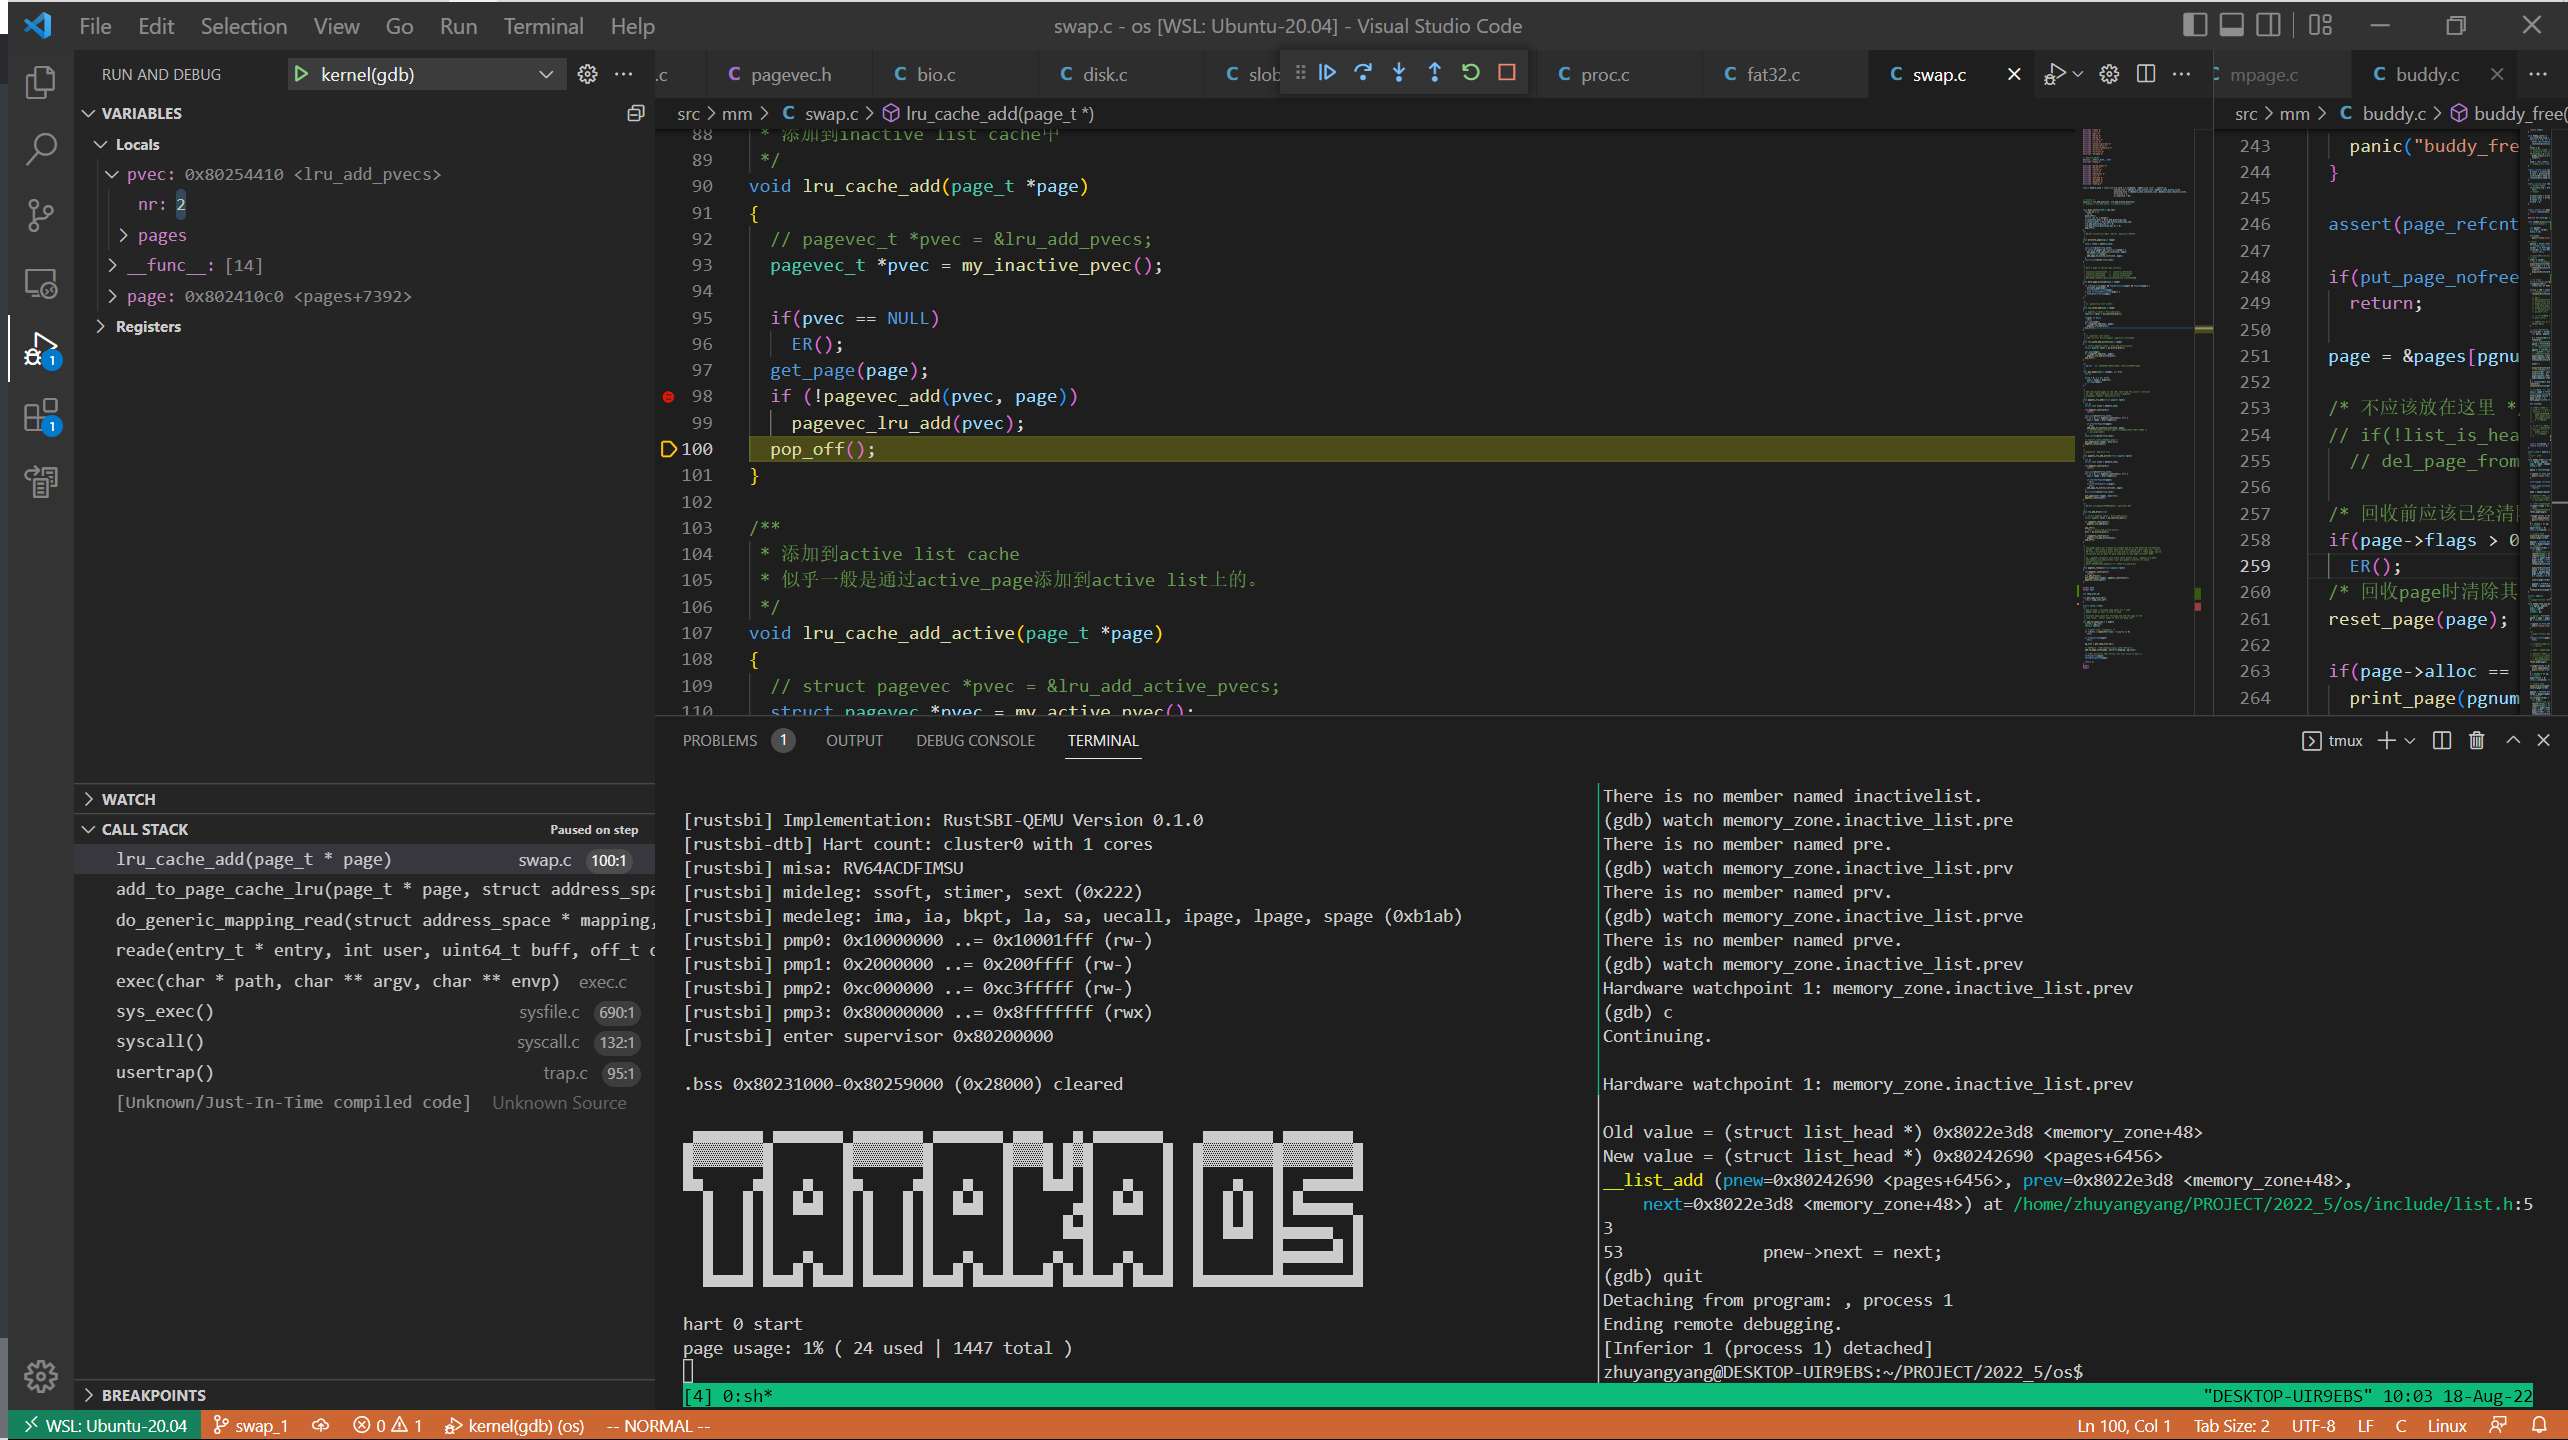 File Edit Selection View Go Run Terminal Help
swap.c - os [WSL: Ubuntu-20.04] - Visual Studio Code
RUN AND DEBUG
kernel(gdb)
VARIABLES
Locals
pvec: 0x80254410 <lru_add_pvecs>
nr: 2
pages
__func__: [14]
page: 0x802410c0 <pages+7392>
Registers
WATCH
CALL STACK Paused on step
lru_cache_add(page_t * page) swap.c 100:1
add_to_page_cache_lru(page_t * page, struct address_spa
do_generic_mapping_read(struct address_space * mapping,
reade(entry_t * entry, int user, uint64_t buff, off_t
exec(char * path, char ** argv, char ** envp) exec.c
sys_exec() sysfile.c 690:1
syscall() syscall.c 132:1
usertrap() trap.c 95:1
[Unknown/Just-In-Time compiled code] Unknown Source
BREAKPOINTS
.c pagevec.h bio.c disk.c slob proc.c fat32.c swap.c
src > mm > swap.c > lru_cache_add(page_t *)
88 * 添加到inactive list cache中
89 */
90 void lru_cache_add(page_t *page)
91 {
92 // pagevec_t *pvec = &lru_add_pvecs;
93 pagevec_t *pvec = my_inactive_pvec();
94
95 if(pvec == NULL)
96 ER();
97 get_page(page);
98 if (!pagevec_add(pvec, page))
99 pagevec_lru_add(pvec);
100 pop_off();
101 }
102
103 /**
104 * 添加到active list cache
105 * 似乎一般是通过active_page添加到active list上的。
106 */
107 void lru_cache_add_active(page_t *page)
108 {
109 // struct pagevec *pvec = &lru_add_active_pvecs;
110 struct pagevec *pvec = my_active_pvec();
mpage.c buddy.c
src > mm > buddy.c > buddy_free(
243 panic("buddy_fre
244 }
245
246 assert(page_refcnt
247
248 if(put_page_nofree
249 return;
250
251 page = &pages[pgnu
252
253 /* 不应该放在这里 *
254 // if(!list_is_hea
255 // del_page_from
256
257 /* 回收前应该已经清
258 if(page->flags > 0
259 ER();
260 /* 回收page时清除其
261 reset_page(page);
262
263 if(page->alloc ==
264 print_page(pgnum
PROBLEMS 1 OUTPUT DEBUG CONSOLE TERMINAL
tmux
[rustsbi] Implementation: RustSBI-QEMU Version 0.1.0
[rustsbi-dtb] Hart count: cluster0 with 1 cores
[rustsbi] misa: RV64ACDFIMSU
[rustsbi] mideleg: ssoft, stimer, sext (0x222)
[rustsbi] medeleg: ima, ia, bkpt, la, sa, uecall, ipage, lpage, spage (0xb1ab)
[rustsbi] pmp0: 0x10000000 ..= 0x10001fff (rw-)
[rustsbi] pmp1: 0x2000000 ..= 0x200ffff (rw-)
[rustsbi] pmp2: 0xc000000 ..= 0xc3fffff (rw-)
[rustsbi] pmp3: 0x80000000 ..= 0x8fffffff (rwx)
[rustsbi] enter supervisor 0x80200000
.bss 0x80231000-0x80259000 (0x28000) cleared
TATAKA OS
hart 0 start
page usage: 1% ( 24 used | 1447 total )
There is no member named inactivelist.
(gdb) watch memory_zone.inactive_list.pre
There is no member named pre.
(gdb) watch memory_zone.inactive_list.prv
There is no member named prv.
(gdb) watch memory_zone.inactive_list.prve
There is no member named prve.
(gdb) watch memory_zone.inactive_list.prev
Hardware watchpoint 1: memory_zone.inactive_list.prev
(gdb) c
Continuing.
Hardware watchpoint 1: memory_zone.inactive_list.prev
Old value = (struct list_head *) 0x8022e3d8 <memory_zone+48>
New value = (struct list_head *) 0x80242690 <pages+6456>
__list_add (pnew=0x80242690 <pages+6456>, prev=0x8022e3d8 <memory_zone+48>,
next=0x8022e3d8 <memory_zone+48>) at /home/zhuyangyang/PROJECT/2022_5/os/include/list.h:5
3
53 pnew->next = next;
(gdb) quit
Detaching from program: , process 1
Ending remote debugging.
[Inferior 1 (process 1) detached]
zhuyangyang@DESKTOP-UIR9EBS:~/PROJECT/2022_5/os$
[4] 0:sh* "DESKTOP-UIR9EBS" 10:03 18-Aug-22
WSL: Ubuntu-20.04 swap_1 0 1 kernel(gdb) (os) -- NORMAL -- Ln 100, Col 1 Tab Size: 2 UTF-8 LF C Linux